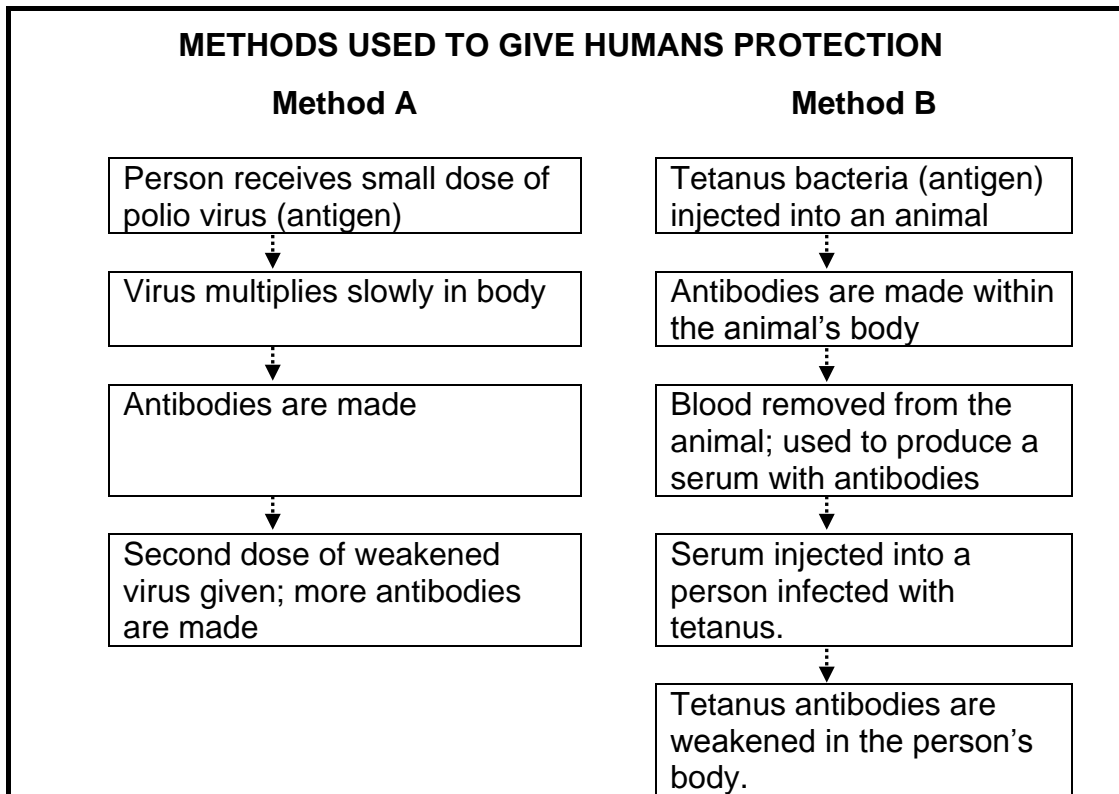 METHODS USED TO GIVE HUMANS PROTECTION
Method A
Person receives small dose of
polio virus (antigen)
Virus multiplies slowly in body
Antibodies are made
Second dose of weakened
virus given; more antibodies
are made
Method B
Tetanus bacteria (antigen)
injected into an animal
Antibodies are made within
the animal’s body
Blood removed from the
animal; used to produce a
serum with antibodies
Serum injected into a
person infected with
tetanus.
Tetanus antibodies are
weakened in the person’s
body.